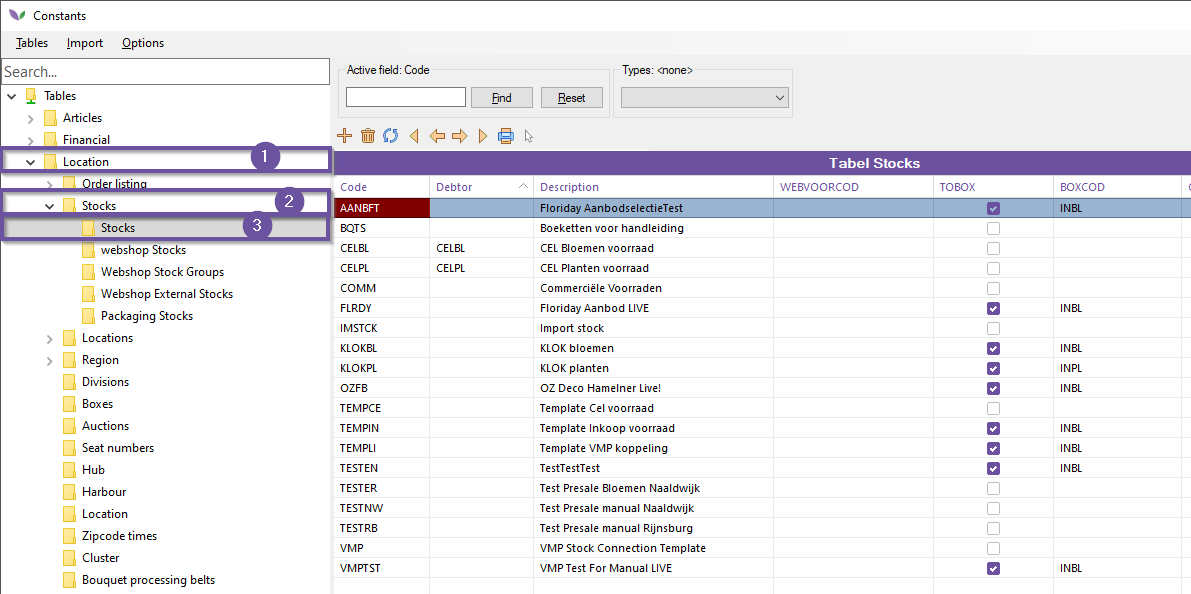 Constants
Tables Import Options
Search...
Tables
Articles
Financial
Location 1
Order listing
Stocks 2
Stocks 3
webshop Stocks
Webshop Stock Groups
Webshop External Stocks
Packaging Stocks
Locations
Region
Divisions
Boxes
Auctions
Seat numbers
Hub
Harbour
Location
Zipcode times
Cluster
Bouquet processing belts
Active field: Code
Find Reset
Types: <none>
Tabel Stocks
Code Debtor Description WEBVOORCOD TOBOX BOXCOD
AANBFT Floriday AanbodselectieTest INBL
BQTS Boeketten voor handleiding
CELBL CELBL CEL Bloemen voorraad
CELPL CELPL CEL Planten voorraad
COMM Commerciële Voorraden
FLRDY Floriday Aanbod LIVE INBL
IMSTCK Import stock
KLOKBL KLOK bloemen INBL
KLOKPL KLOK planten INPL
OZFB OZ Deco Hamelner Live! INBL
TEMPCE Template Cel voorraad
TEMPIN Template Inkoop voorraad INBL
TEMPLI Template VMP koppeling INBL
TESTEN TestTestTest INBL
TESTER Test Presale Bloemen Naaldwijk
TESTNW Test Presale manual Naaldwijk
TESTRB Test Presale manual Rijnsburg
VMP VMP Stock Connection Template
VMPTST VMP Test For Manual LIVE INBL